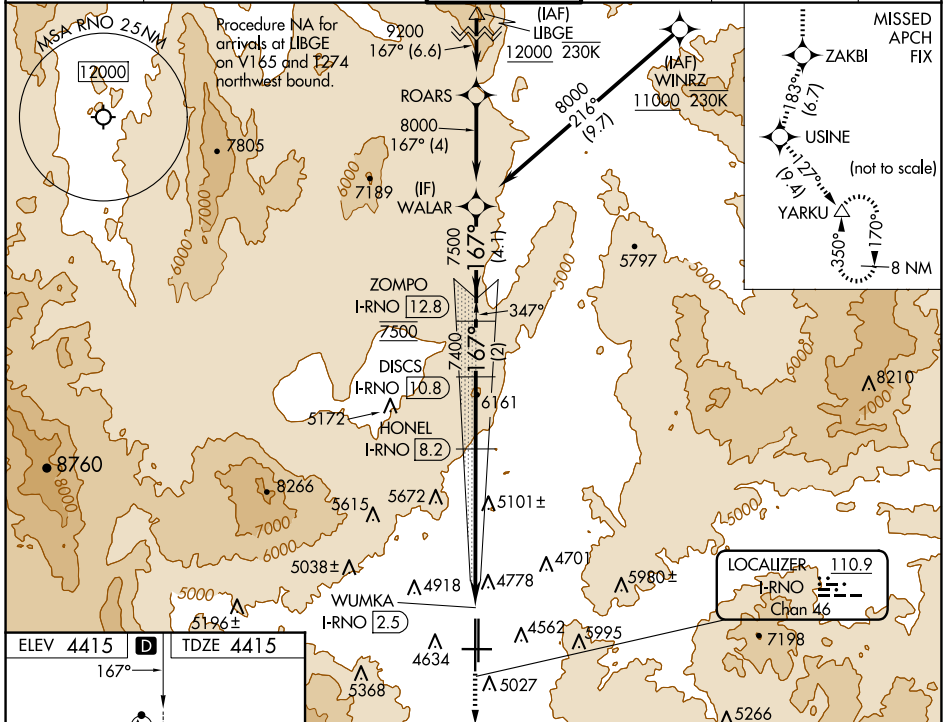 MSA RNO 25NM
12000
Procedure NA for
arrivals at LIBGE
on V165 and T274
northwest bound.
9200
167° (6.6)
(IAF)
LIBGE
12000 230K
(IAF)
WINRZ
11000 230K
8000
216°
(9.7)
ROARS
8000
167° (4)
(IF)
WALAR
7500
167°
(4.1)
ZOMPO
I-RNO 12.8
7500
347°
7400
167°
(2)
DISCS
I-RNO 10.8
6161
5172
HONEL
I-RNO 8.2
MISSED
APCH
FIX
ZAKBI
183°
(6.7)
USINE
127°
(9.4)
(not to scale)
YARKU
350°
170°
8 NM
7805
7000
6000
6000
7189
5797
5000
5000
6000
8210
7000
8760
8000
8266
7000
6000
5615
5672
5101±
5000
5038±
4918
4778
4701
5980±
5000
5196±
WUMKA
I-RNO 2.5
4634
4562
5995
5368
5027
7198
5266
LOCALIZER 110.9
I-RNO
Chan 46
ELEV 4415 D TDZE 4415
167°